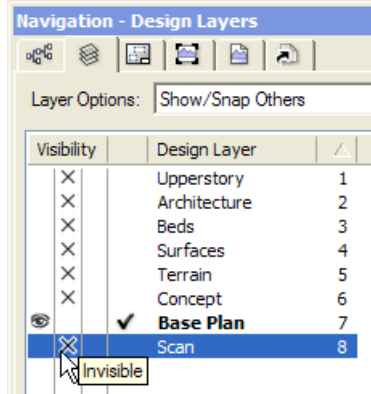 Navigation - Design Layers
Layer Options: Show/Snap Others
Visibility Design Layer
Upperstory 1
Architecture 2
Beds 3
Surfaces 4
Terrain 5
Concept 6
Base Plan 7
Scan 8
Invisible